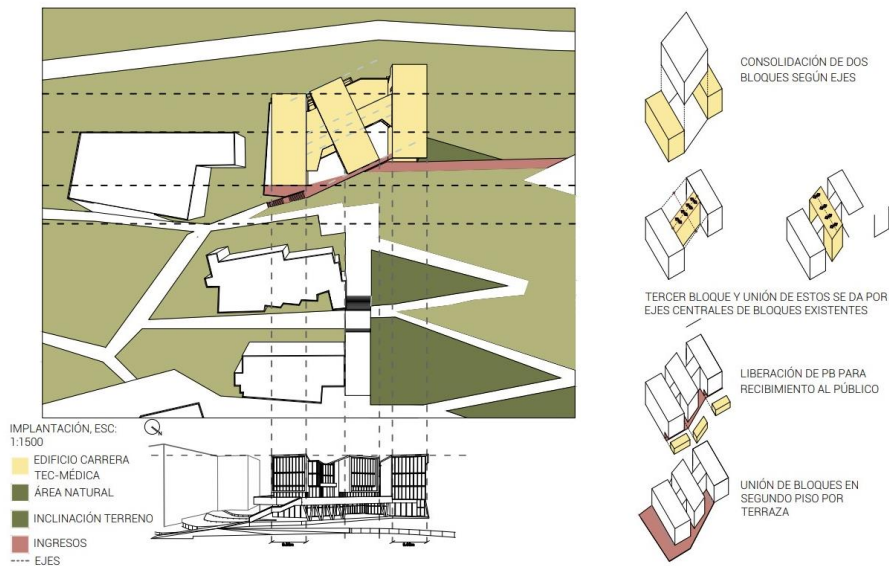 CONSOLIDACIÓN DE DOS
BLOQUES SEGÚN EJES
TERCER BLOQUE Y UNIÓN DE ESTOS SE DA POR
EJES CENTRALES DE BLOQUES EXISTENTES
LIBERACIÓN DE PB PARA
RECIBIMIENTO AL PÚBLICO
UNIÓN DE BLOQUES EN
SEGUNDO PISO POR
TERRAZA
IMPLANTACIÓN, ESC:
1:1500
EDIFICIO CARRERA
TEC-MÉDICA
ÁREA NATURAL
INCLINACIÓN TERRENO
INGRESOS
EJES